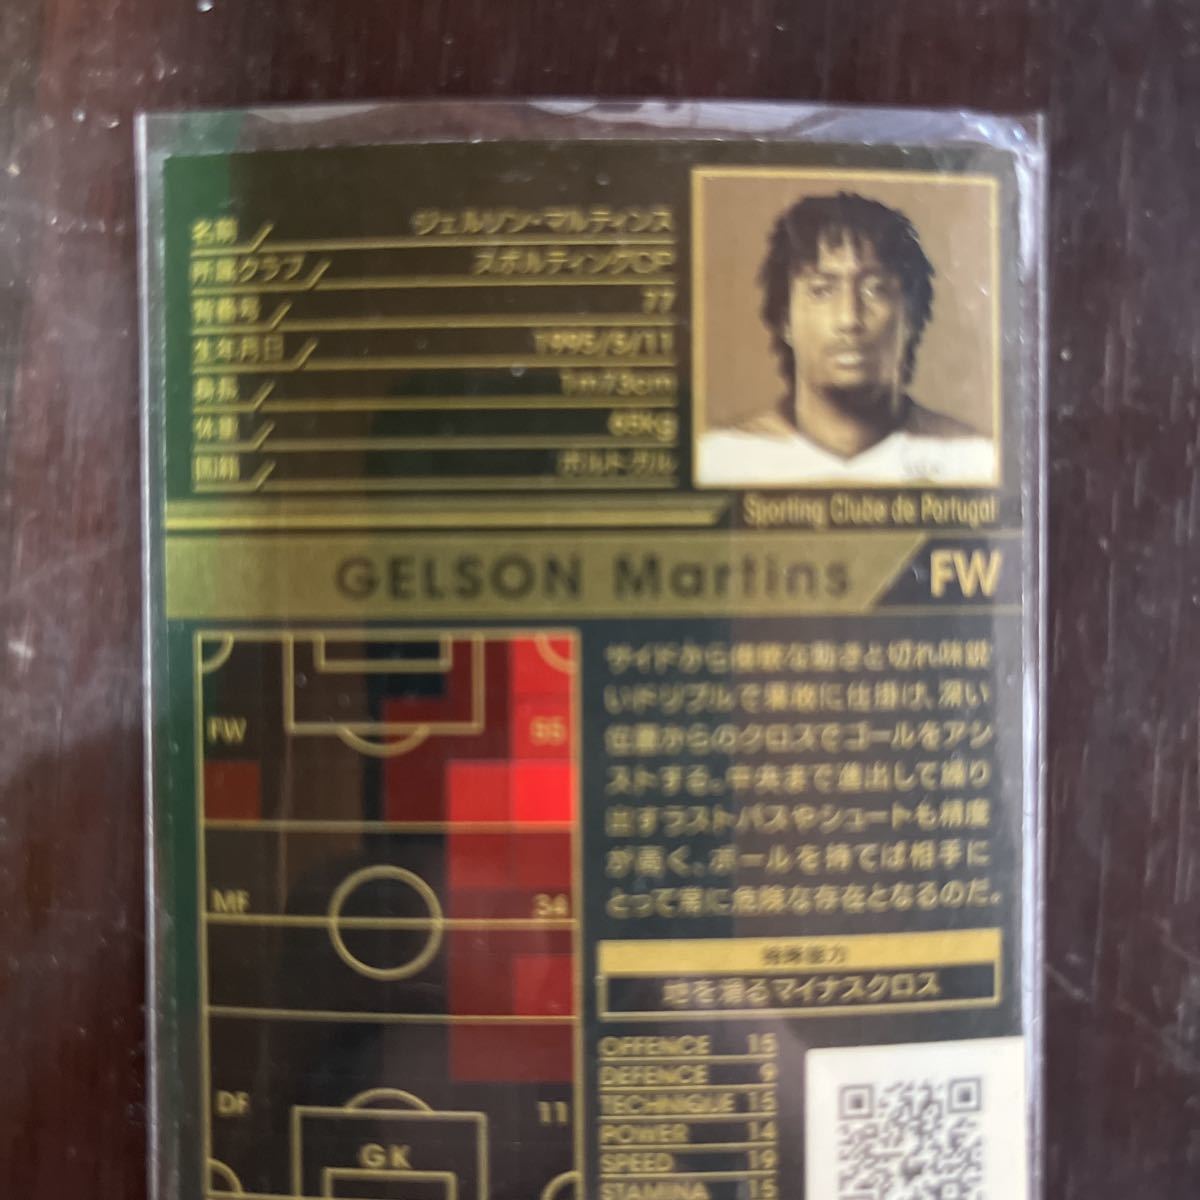 名前 ジェルソン・マルティンス
所属クラブ スポルティングCP
背番号 77
生年月日 1995/5/11
身長 1m73cm
体重 65kg
国籍 ポルトガル
Sporting Clube de Portugal
GELSON Martins FW
サイドから俊敏な動きと切れ味鋭
いドリブルで果敢に仕掛け、深い
位置からのクロスでゴールをアシ
ストする。中央まで進出して繰り
出すラストパスやシュートも精度
が高く、ボールを持てば相手に
とって常に危険な存在となるのだ。
特殊能力
地を滑るマイナスクロス
FW 55
MF 34
DF 11
GK
OFFENCE 15
DEFENCE 9
TECHNIQUE 15
POWER 14
SPEED 19
STAMINA 15